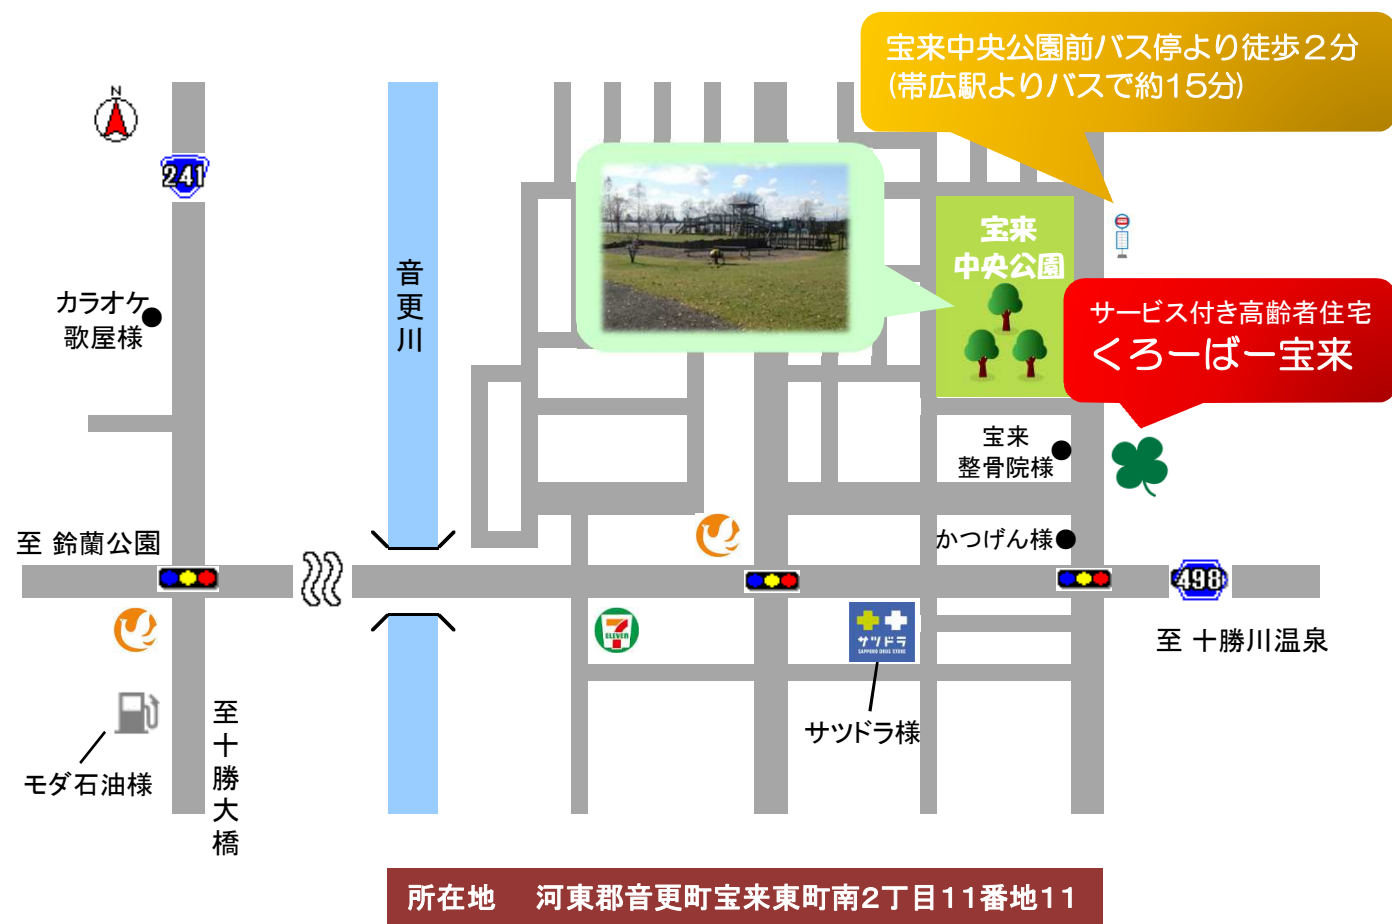 宝来中央公園前バス停より徒歩2分
(帯広駅よりバスで約15分)
N
241
宝来
中央公園
音
更
川
カラオケ
歌屋様
サービス付き高齢者住宅
くろーばー宝来
宝来
整骨院様
至 鈴蘭公園
かつげん様
498
7
ELEVEN
サツドラ
SAPPORO DRUG STORE
至 十勝川温泉
至
十
勝
大
橋
サツドラ様
モダ石油様
所在地 河東郡音更町宝来東町南2丁目11番地11